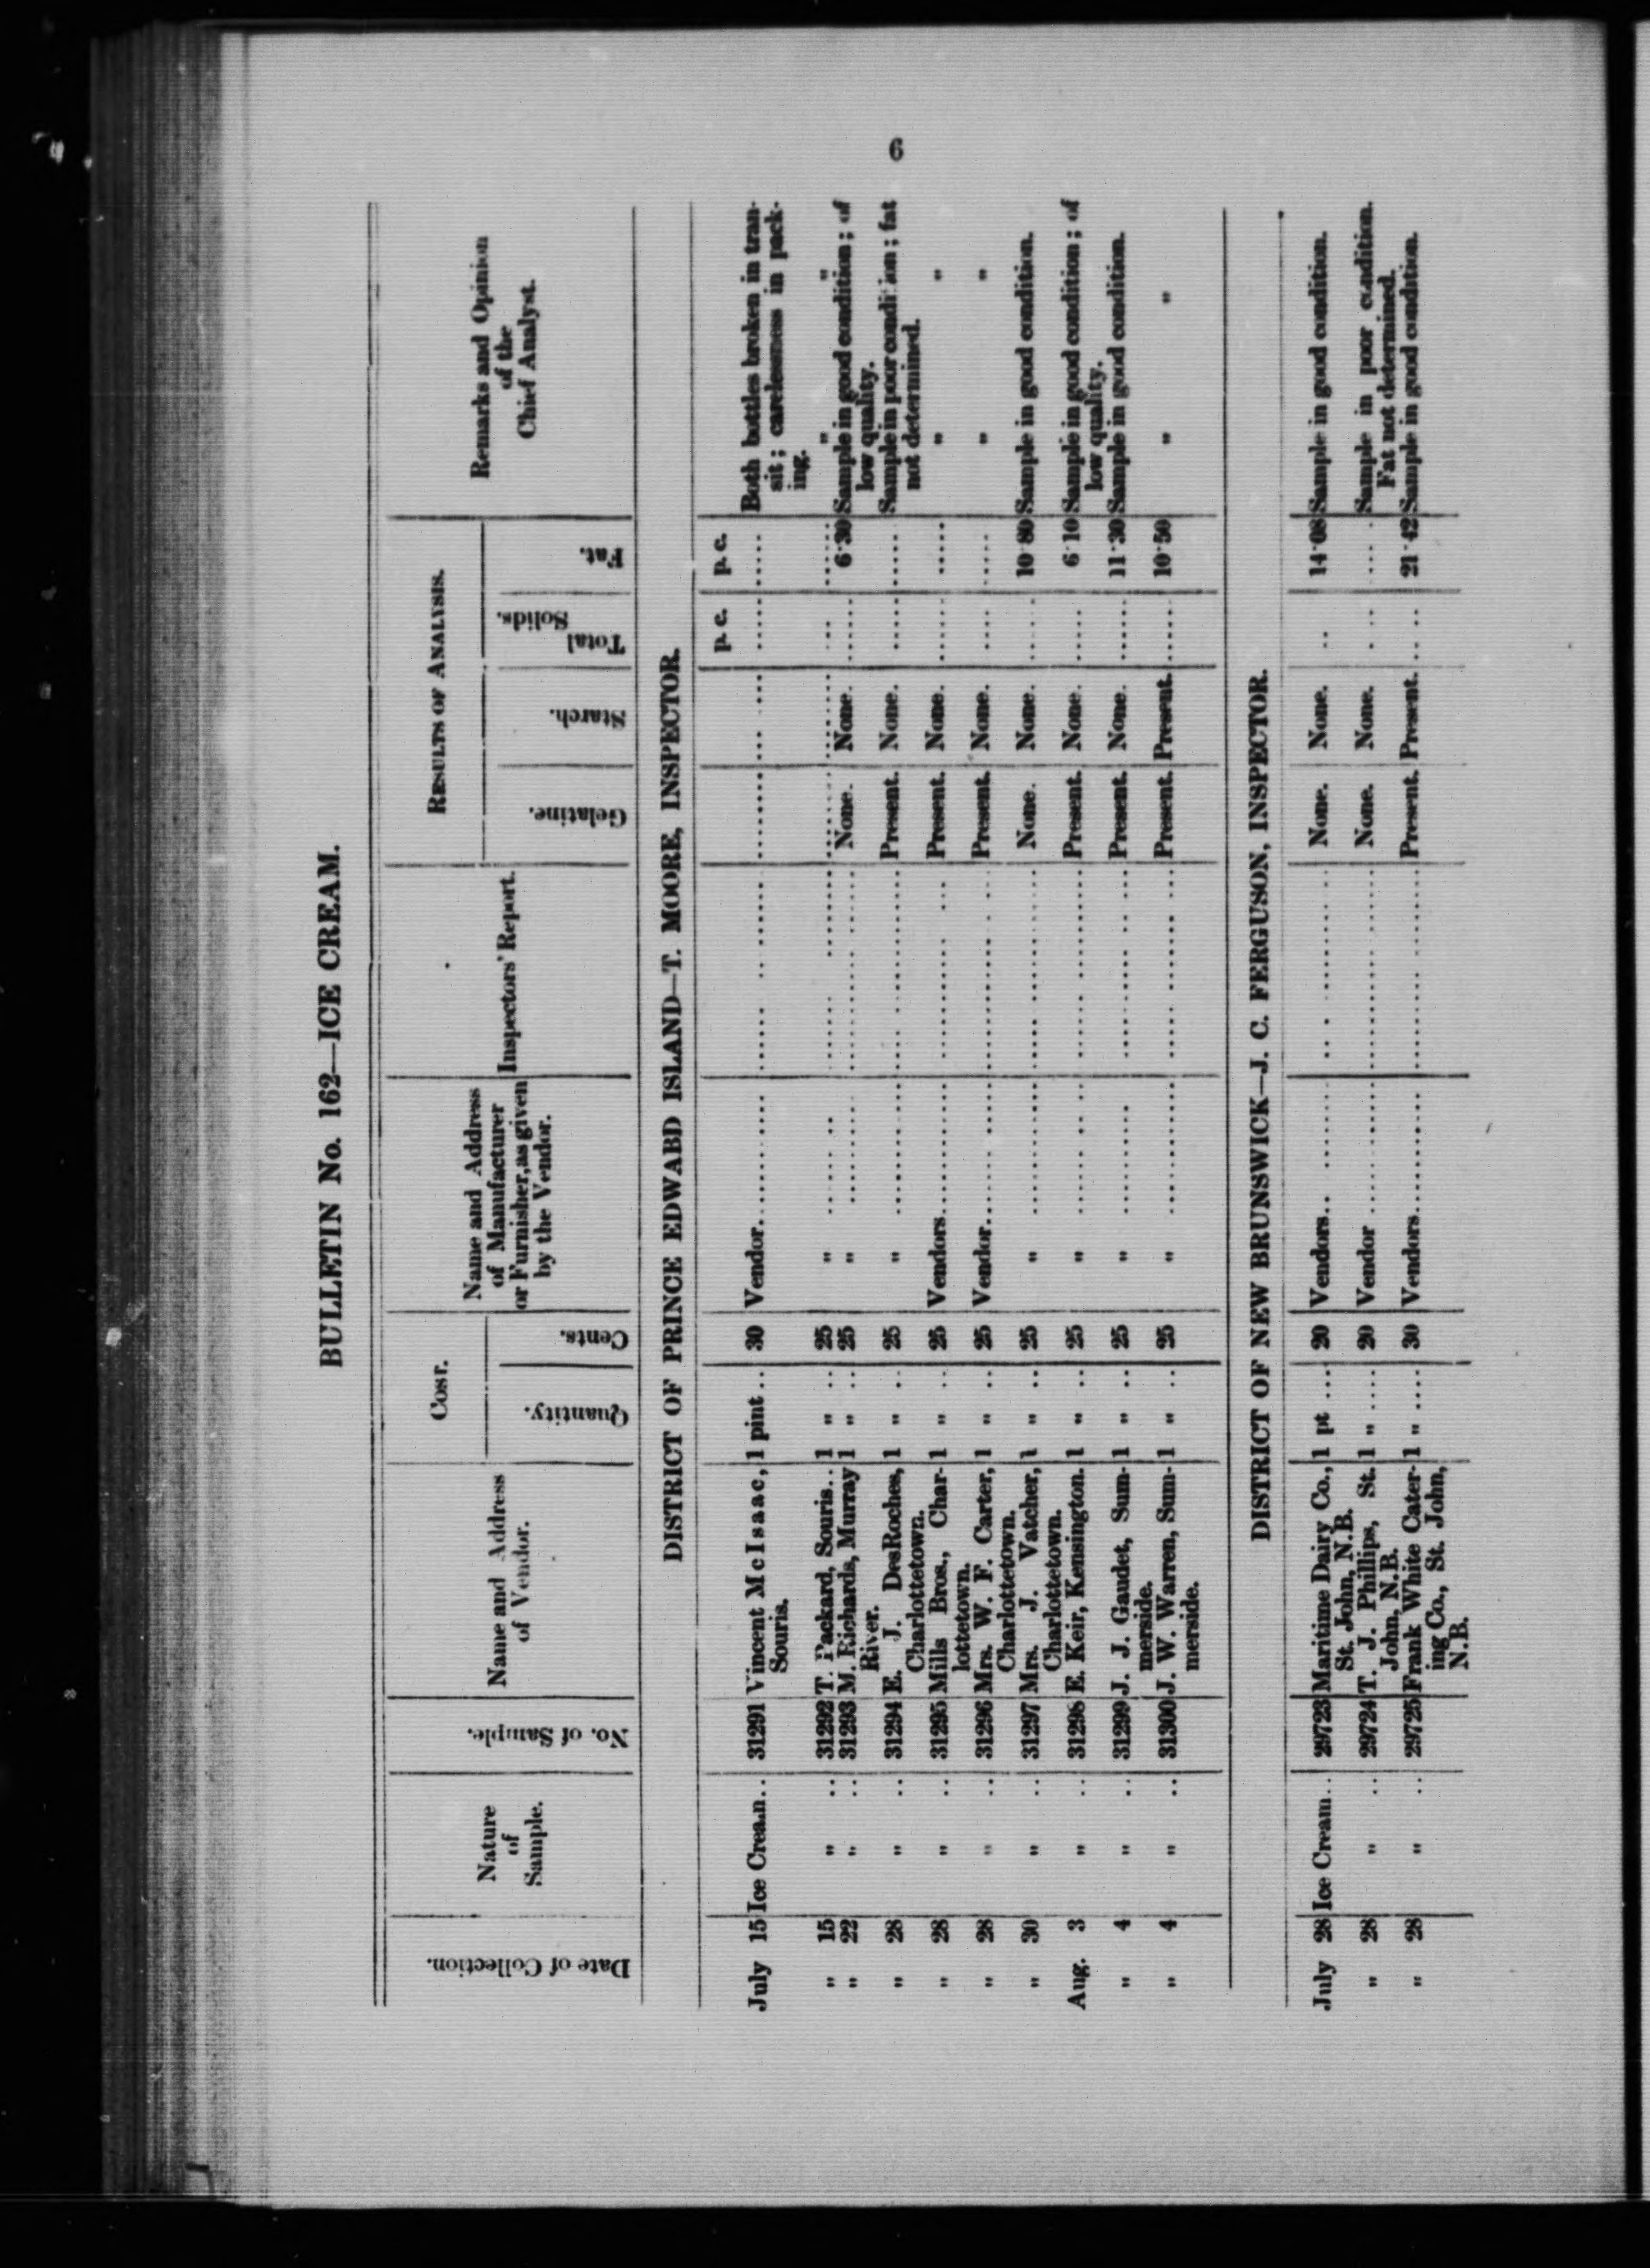 6
BULLETIN No. 162—ICE CREAM.
Date of Collection.
Nature
of
Sample.
No. of Sample.
Name and Address
of Vendor.
COST.
Quantity.
Cents.
Name and Address
of Manufacturer
or Furnisher, as given
by the Vendor.
Inspectors' Report.
RESULTS OF ANALYSIS.
Gelatine.
Starch.
Total
Solids.
Fat.
Remarks and Opinion
of the
Chief Analyst.
DISTRICT OF PRINCE EDWARD ISLAND—T. MOORE, INSPECTOR.
p. c. p. c.
July 15 Ice Cream.. 31291 Vincent McIsaac, 1 pint .. 30 Vendor.......... Both bottles broken in tran-
Souris. sit; carelessness in pack-
ing.
" 15 " .. 31292 T. Packard, Souris.. 1 " .. 25 " " "
" 22 " .. 31293 M. Richards, Murray 1 " .. 25 " None. None. 6·30 Sample in good condition; of
River. low quality.
" 28 " .. 31294 E. J. DesRoches, 1 " .. 25 " Present. None. Sample in poor condition; fat
Charlottetown. not determined.
" 28 " .. 31295 Mills Bros., Char- 1 " .. 25 Vendors.......... Present. None. " "
lottetown.
" 28 " .. 31296 Mrs. W. F. Carter, 1 " .. 25 Vendor.......... Present. None. " "
Charlottetown.
" 30 " .. 31297 Mrs. J. Vatcher, 1 " .. 25 " None. None. 10·80 Sample in good condition.
Charlottetown.
Aug. 3 " .. 31298 E. Keir, Kensington. 1 " .. 25 " Present. None. 6·10 Sample in good condition; of
low quality.
" 4 " .. 31299 J. J. Gaudet, Sum- 1 " .. 25 " Present. None. 11·30 Sample in good condition.
merside.
" 4 " .. 31300 J. W. Warren, Sum- 1 " .. 25 " Present. Present. 10·50 " "
merside.
DISTRICT OF NEW BRUNSWICK—J. C. FERGUSON, INSPECTOR.
July 28 Ice Cream.. 29723 Maritime Dairy Co., 1 pt .... 20 Vendors.......... None. None. 14·08 Sample in good condition.
St. John, N.B.
" 28 " .. 29724 T. J. Phillips, St. 1 " .... 20 Vendor .......... None. None. Sample in poor condition.
John, N.B. Fat not determined.
" 28 " .. 29725 Frank White Cater- 1 " .... 30 Vendors.......... Present. Present. 21·42 Sample in good condition.
ing Co., St. John,
N.B.